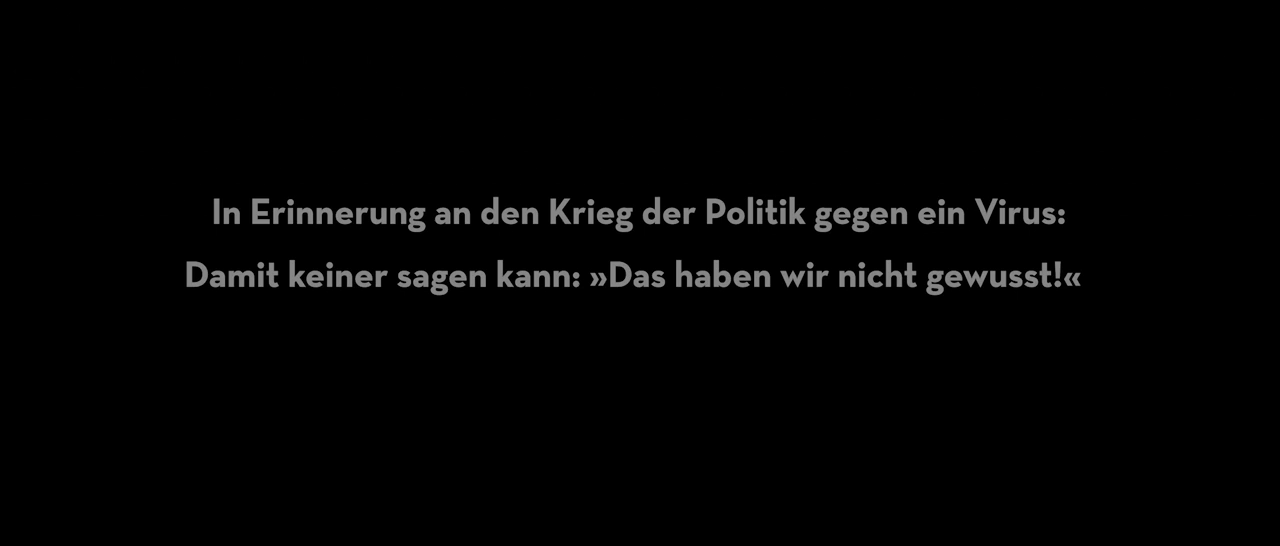 In Erinnerung an den Krieg der Politik gegen ein Virus:
Damit keiner sagen kann: »Das haben wir nicht gewusst!«